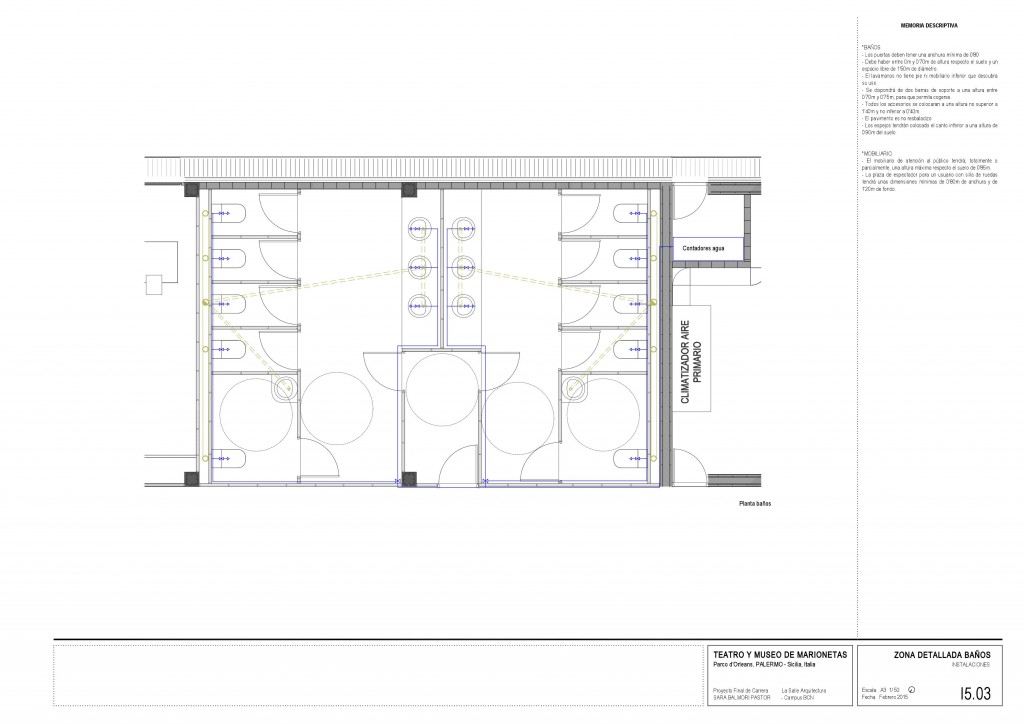 MEMORIA DESCRIPTIVA
*BAÑOS
- Las puertas deben tener una anchura mínima de 0'80
- Debe haber entre 0m y 0'70m de altura respecto el suelo y un
espacio libre de 1'50m de diámetro.
- El lavamanos no tiene pie ni mobiliario inferior que descubra
su uso.
- Se dispondrá de dos barras de soporte a una altura entre
0'70m y 0'75m, para que permita cogerse.
- Todos los accesorios se colocaran a una altura no superior a
1'40m y no inferior a 0'40m.
- El pavimento es no resbaladizo
- Los espejos tendrán colocado el canto inferior a una altura de
0'90m del suelo
*MOBILIARIO
- El mobiliario de atención al público tendrá, totalmente o
parcialmente, una altura máxima respecto el suelo de 0'85m.
- La plaza de espectador para un usuario con silla de ruedas
tendrá unas dimensiones mínimas de 0'80m de anchura y de
1'20m de fondo.
Contadores agua
CLIMATIZADOR AIRE
PRIMARIO
Planta baños
TEATRO Y MUSEO DE MARIONETAS
Parco d'Orleans, PALERMO - Sicilia, Italia
Proyecto Final de Carrera La Salle Arquitectura
SARA BALMORI PASTOR - Campus BCN
ZONA DETALLADA BAÑOS
INSTALACIONES
Escala A3 1/50
Fecha Febrero 2015
I5.03